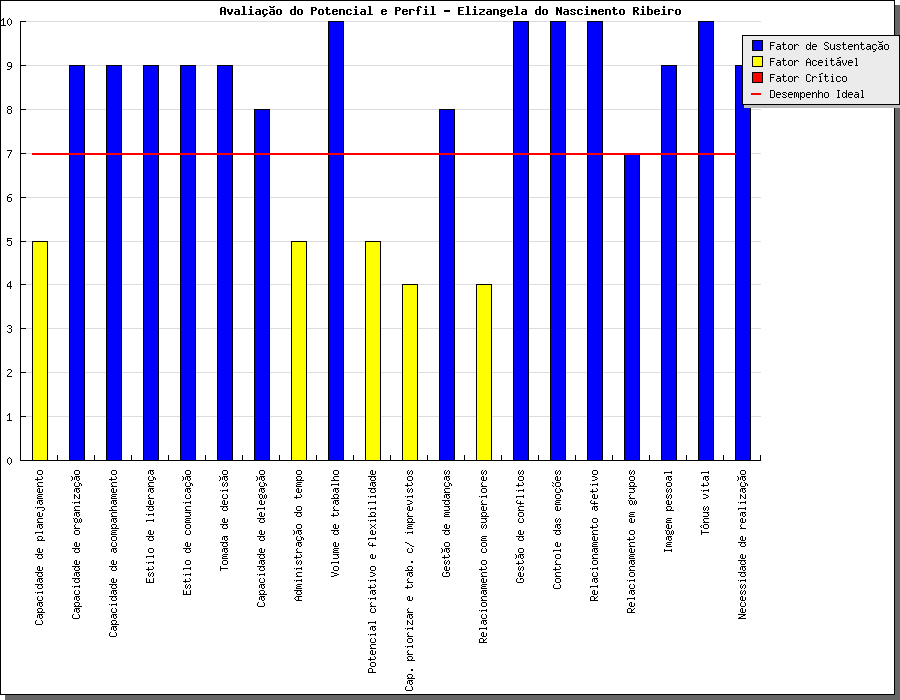 Avaliação do Potencial e Perfil - Elizangela do Nascimento Ribeiro
Fator de Sustentação
Fator Aceitável
Fator Crítico
Desempenho Ideal
10
9
8
7
6
5
4
3
2
1
0
Capacidade de planejamento
Capacidade de organização
Capacidade de acompanhamento
Estilo de liderança
Estilo de comunicação
Tomada de decisão
Capacidade de delegação
Administração do tempo
Volume de trabalho
Potencial criativo e flexibilidade
Cap. priorizar e trab. c/ imprevistos
Gestão de mudanças
Relacionamento com superiores
Gestão de conflitos
Controle das emoções
Relacionamento afetivo
Relacionamento em grupos
Imagem pessoal
Tônus vital
Necessidade de realização